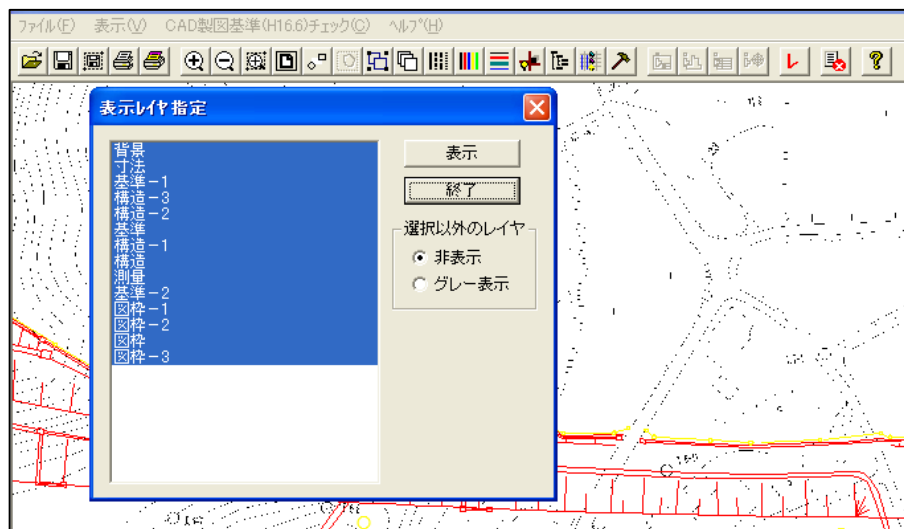 ファイル(F) 表示(V) CAD製図基準(H16.6)チェック(C) ヘルプ(H)
表示レイヤ指定
背景
寸法
基準-1
構造-3
構造-2
基準
構造-1
構造
測量
基準-2
図枠-1
図枠-2
図枠
図枠-3
表示
終了
選択以外のレイヤ
非表示
グレー表示